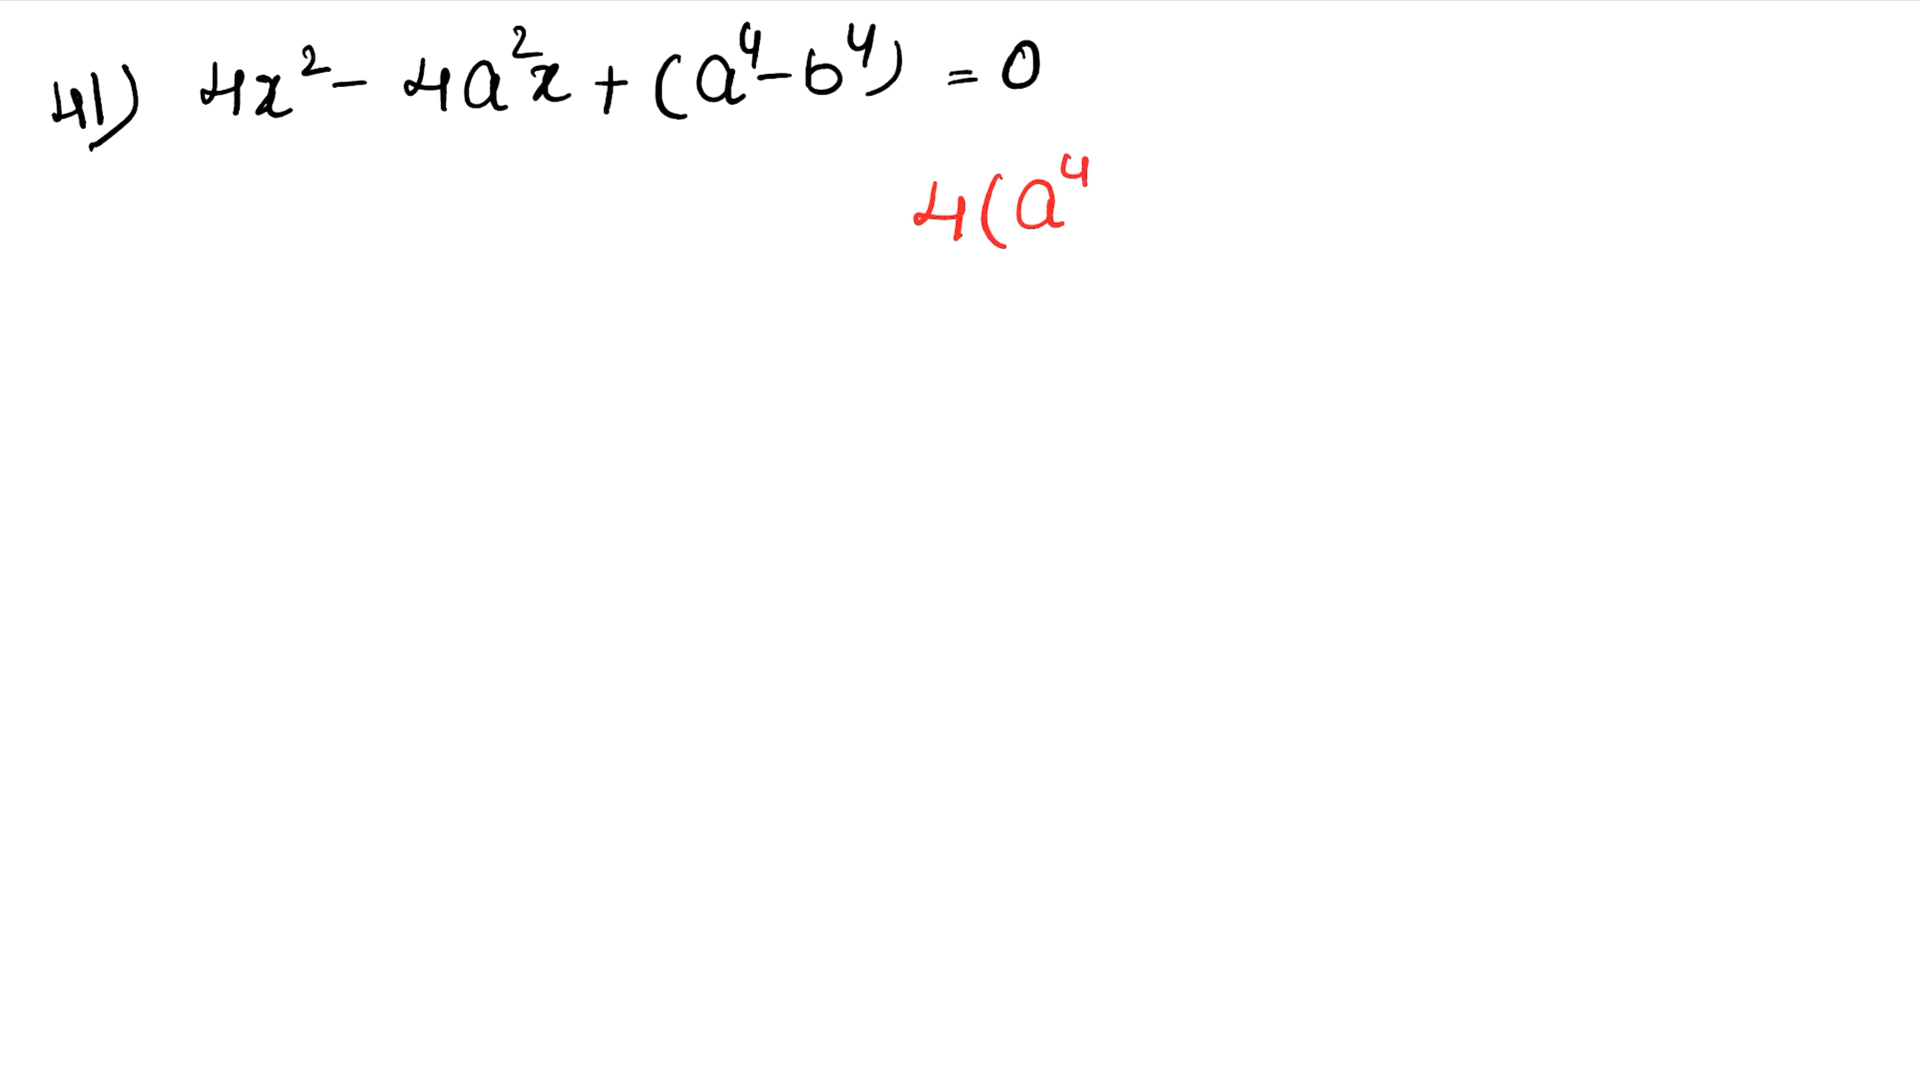 41) 4x² - 4a²x + (a⁴ - b⁴) = 0
4(a⁴